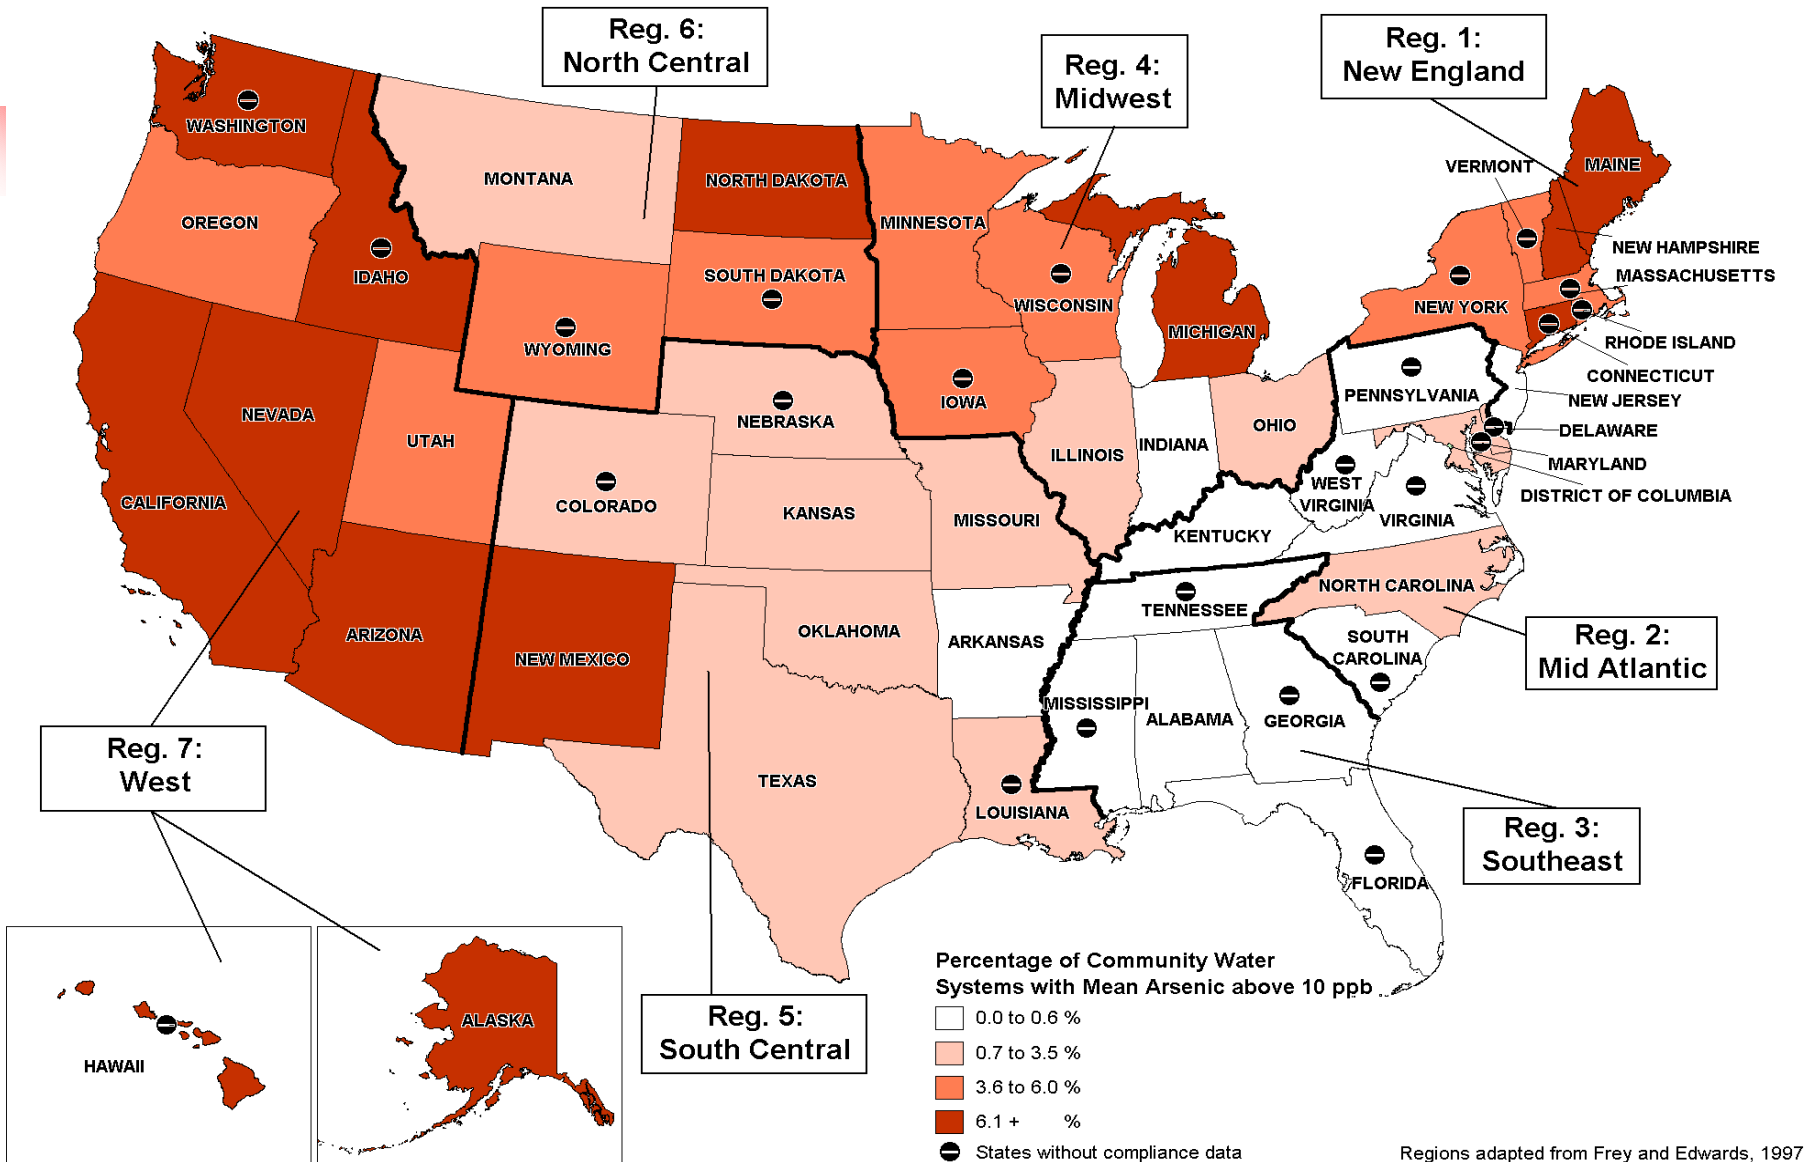 Reg. 6:
North Central
Reg. 4:
Midwest
Reg. 1:
New England
WASHINGTON
MONTANA
NORTH DAKOTA
MINNESOTA
VERMONT
MAINE
OREGON
IDAHO
SOUTH DAKOTA
WISCONSIN
NEW HAMPSHIRE
MASSACHUSETTS
NEW YORK
WYOMING
MICHIGAN
RHODE ISLAND
CONNECTICUT
NEVADA
UTAH
NEBRASKA
IOWA
PENNSYLVANIA
NEW JERSEY
ILLINOIS
INDIANA
OHIO
DELAWARE
MARYLAND
DISTRICT OF COLUMBIA
CALIFORNIA
COLORADO
KANSAS
MISSOURI
WEST
VIRGINIA
VIRGINIA
KENTUCKY
NORTH CAROLINA
TENNESSEE
ARIZONA
NEW MEXICO
OKLAHOMA
ARKANSAS
SOUTH
CAROLINA
Reg. 2:
Mid Atlantic
MISSISSIPPI
ALABAMA
GEORGIA
Reg. 7:
West
TEXAS
LOUISIANA
Reg. 3:
Southeast
FLORIDA
HAWAII
ALASKA
Reg. 5:
South Central
Percentage of Community Water
Systems with Mean Arsenic above 10 ppb
0.0 to 0.6 %
0.7 to 3.5 %
3.6 to 6.0 %
6.1 + %
States without compliance data
Regions adapted from Frey and Edwards, 1997